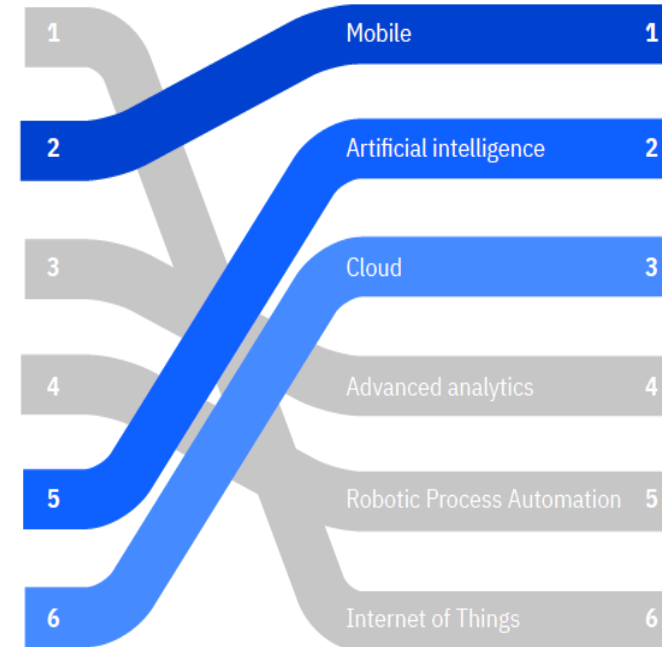 1 Mobile 1
2 Artificial intelligence 2
3 Cloud 3
4 Advanced analytics 4
5 Robotic Process Automation 5
6 Internet of Things 6